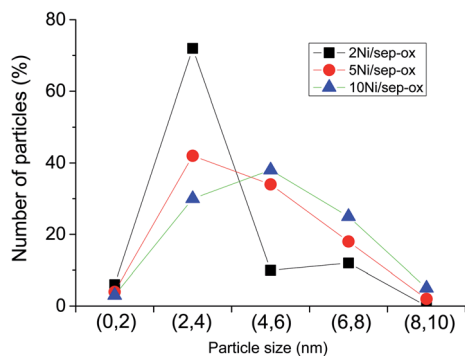 80
60
40
20
0
Number of particles (%)
2Ni/sep-ox
5Ni/sep-ox
10Ni/sep-ox
(0,2) (2,4) (4,6) (6,8) (8,10)
Particle size (nm)